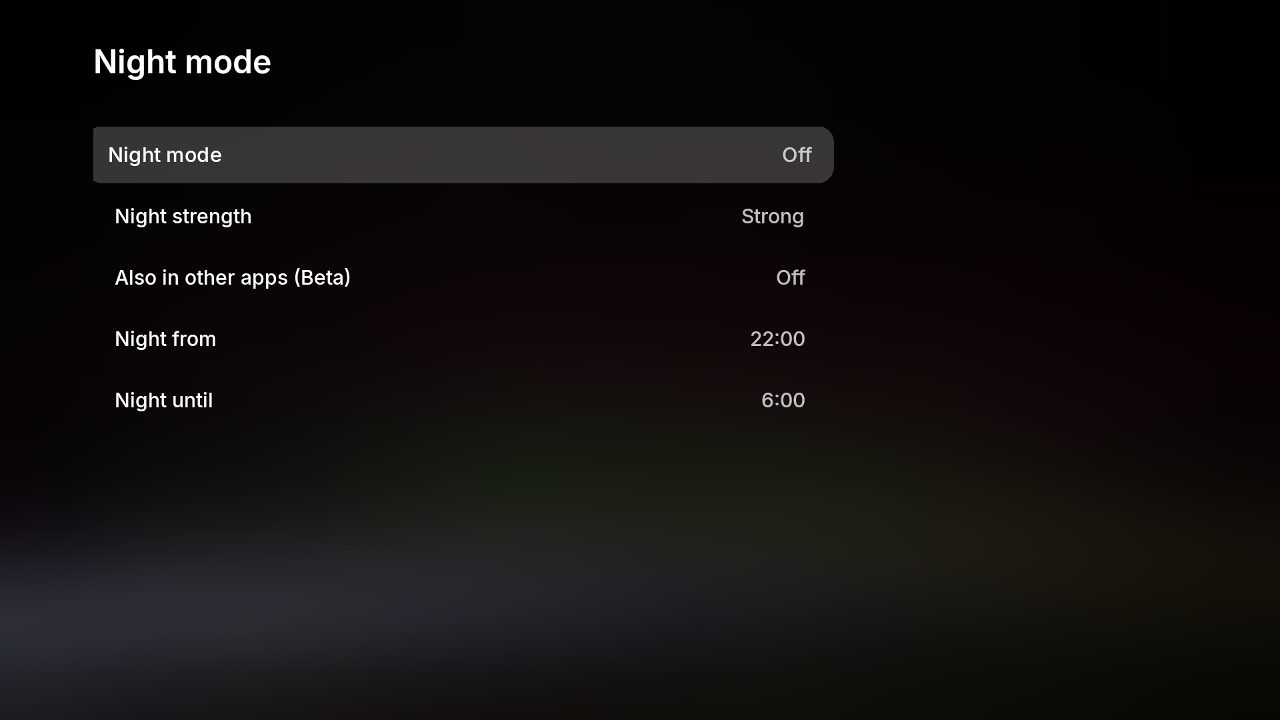 Night mode
Night mode Off
Night strength Strong
Also in other apps (Beta) Off
Night from 22:00
Night until 6:00